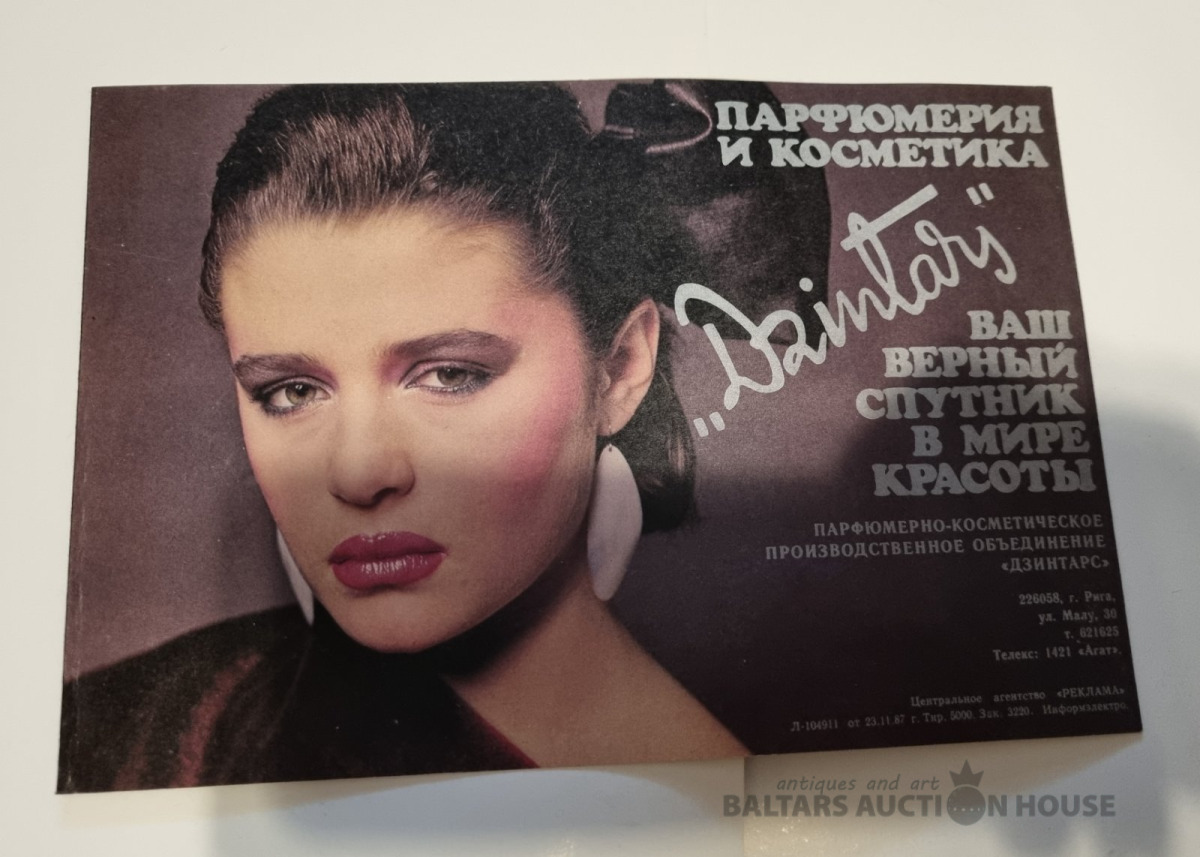 ПАРФЮМЕРИЯ
И КОСМЕТИКА
„Dzintars"
ВАШ
ВЕРНЫЙ
СПУТНИК
В МИРЕ
КРАСОТЫ
ПАРФЮМЕРНО-КОСМЕТИЧЕСКОЕ
ПРОИЗВОДСТВЕННОЕ ОБЪЕДИНЕНИЕ
«ДЗИНТАРС»
226058, г. Рига,
ул. Малу, 30
т. 621625
Телекс: 1421 «Агат».
Центральное агентство «РЕКЛАМА»
Л-104911 от 23.11.87 г. Тир. 5000. Зак. 3220. Информэлектро.
antiques and art
BALTARS AUCTION HOUSE